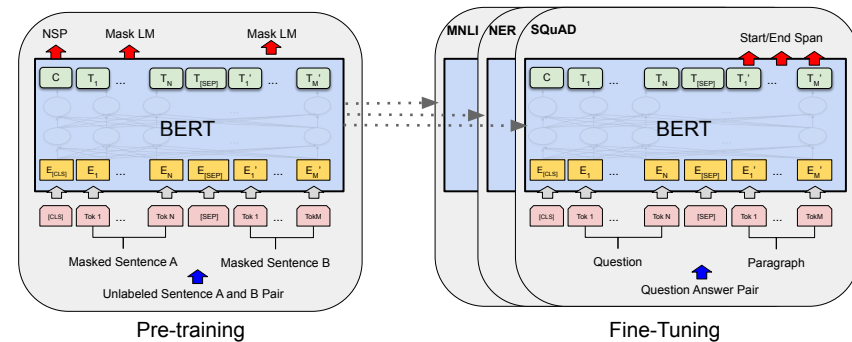 NSP Mask LM Mask LM
C T1 ... TN T[SEP] T1' ... TM'
BERT
E[CLS] E1 ... EN E[SEP] E1' ... EM'
[CLS] Tok 1 ... Tok N [SEP] Tok 1 ... TokM
Masked Sentence A Masked Sentence B
Unlabeled Sentence A and B Pair
Pre-training
MNLI NER SQuAD
Start/End Span
C T1 ... TN T[SEP] T1' ... TM'
BERT
E[CLS] E1 ... EN E[SEP] E1' ... EM'
[CLS] Tok 1 ... Tok N [SEP] Tok 1 ... TokM
Question Paragraph
Question Answer Pair
Fine-Tuning